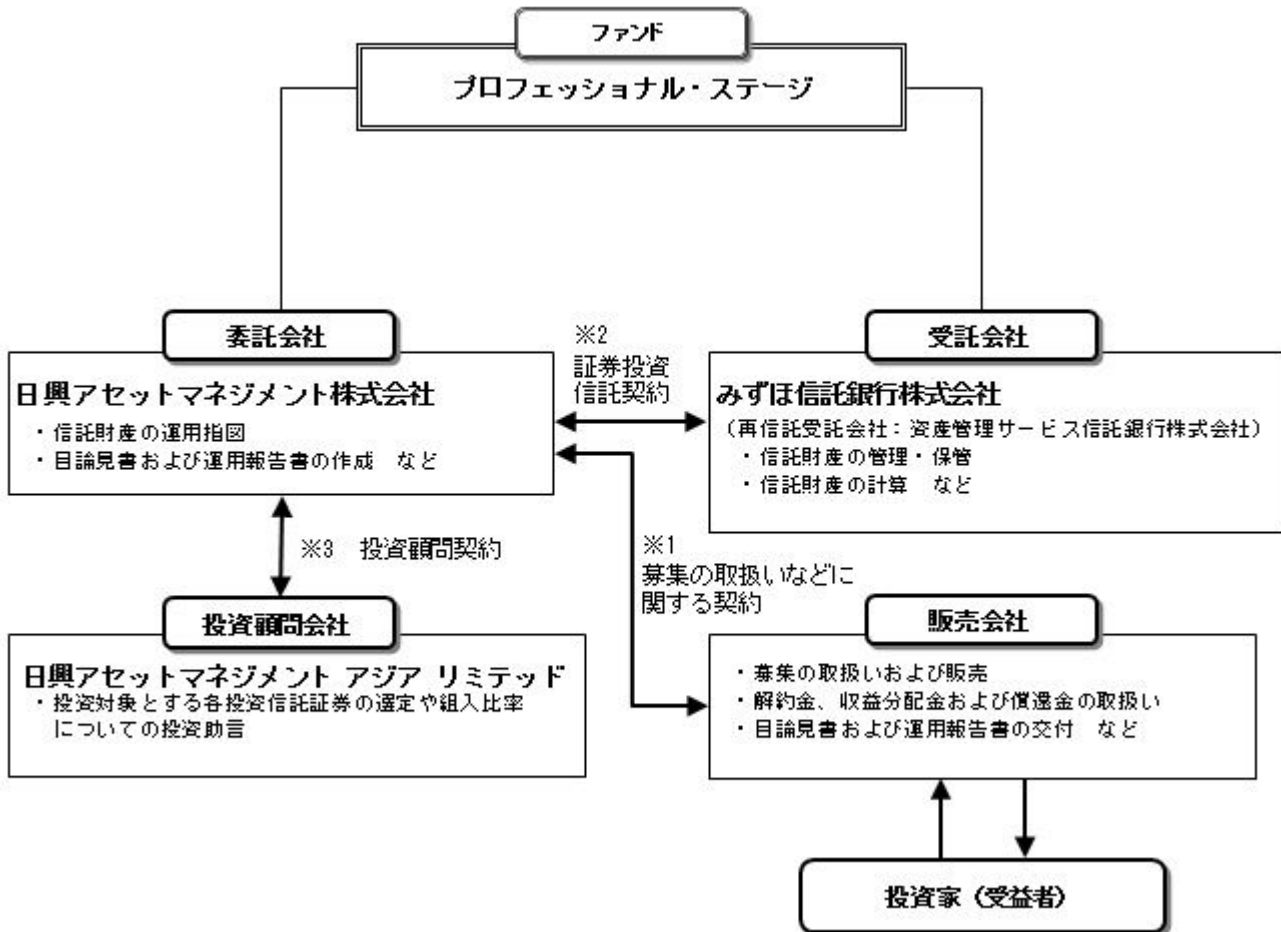 ファンド
プロフェッショナル・ステージ
委託会社
日興アセットマネジメント株式会社
・信託財産の運用指図
・目論見書および運用報告書の作成　など
※2
証券投資
信託契約
受託会社
みずほ信託銀行株式会社
（再信託受託会社：資産管理サービス信託銀行株式会社）
・信託財産の管理・保管
・信託財産の計算　など
※3　投資顧問契約
※1
募集の取扱いなどに
関する契約
投資顧問会社
日興アセットマネジメント アジア リミテッド
・投資対象とする各投資信託証券の選定や組入比率
についての投資助言
販売会社
・募集の取扱いおよび販売
・解約金、収益分配金および償還金の取扱い
・目論見書および運用報告書の交付　など
投資家（受益者）